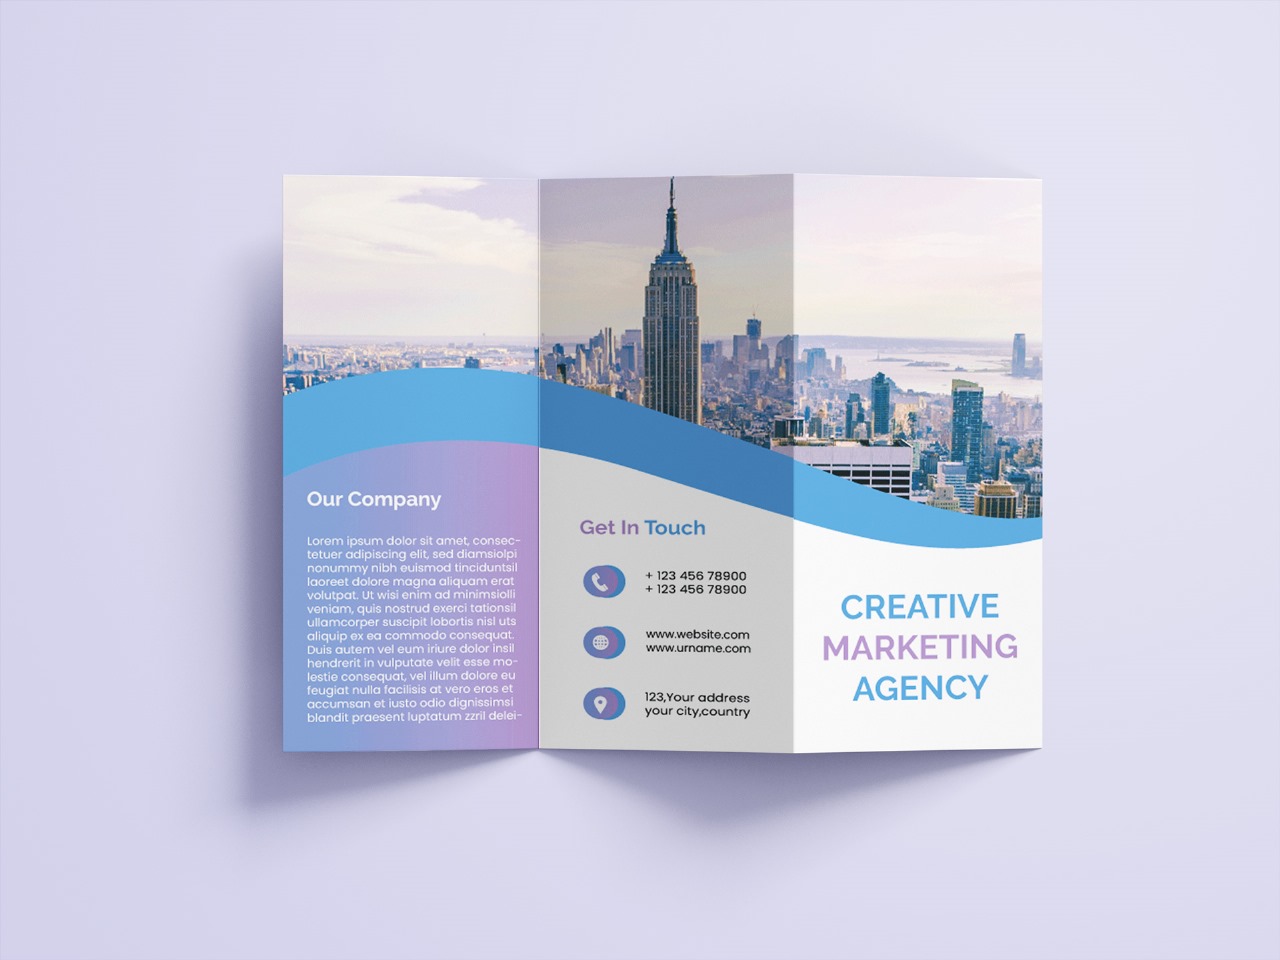 Our Company
Lorem ipsum dolor sit amet, consec-
tetuer adipiscing elit, sed diamsiolpi
nonummy nibh euismod tinciduntsil
laoreet dolore magna aliquam erat
volutpat. Ut wisi enim ad minimsiolli
veniam, quis nostrud exerci tationsil
ullamcorper suscipit lobortis nisl uts
aliquip ex ea commodo consequat.
Duis autem vel eum iriure dolor insil
hendrerit in vulputate velit esse mo-
lestie consequat, vel illum dolore eu
feugiat nulla facilisis at vero eros et
accumsan et iusto odio dignissimsi
blandit praesent luptatum zzril delei-
Get In Touch
+ 123 456 78900
+ 123 456 78900
www.website.com
www.urname.com
123,Your address
your city,country
CREATIVE
MARKETING
AGENCY